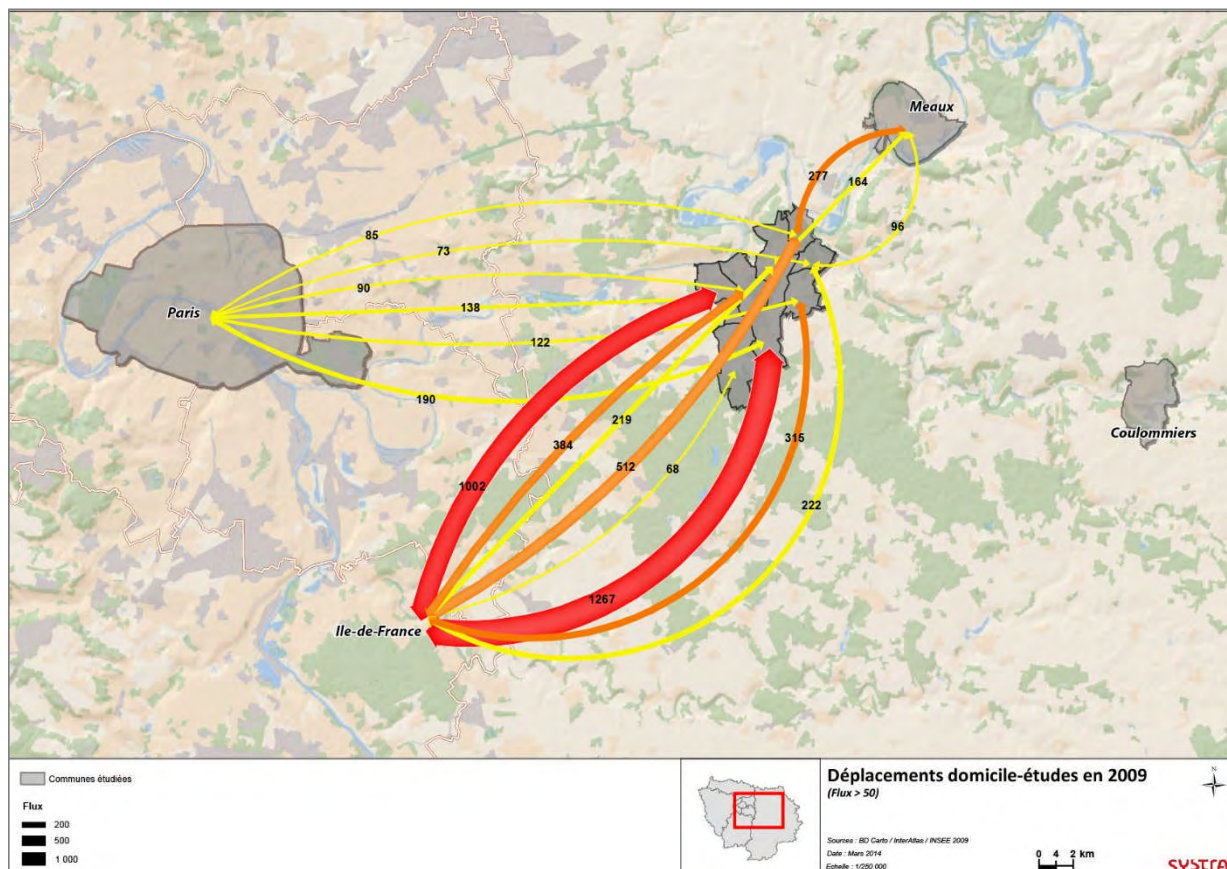 Meaux
277
164
85
96
73
90
138
Paris
122
190
219
315
384
512
68
Coulommiers
1002
222
1267
Ile-de-France
Communes étudiées
Flux
200
500
1 000
Déplacements domicile-études en 2009
(Flux > 50)
N
Sources : BD Carto / InterAtlas / INSEE 2009
Date : Mars 2014
Echelle : 1/250 000
0 4 2 km
SYSTRA